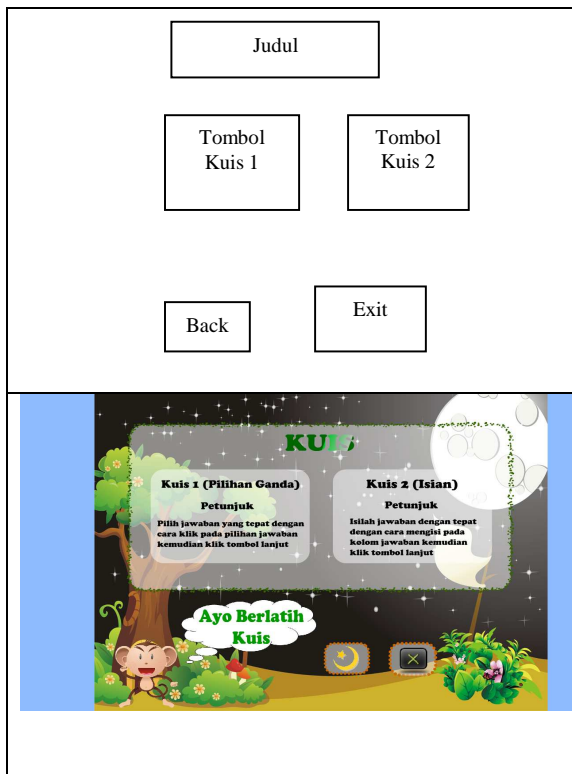 Judul
Tombol
Kuis 1
Tombol
Kuis 2
Back
Exit
KUIS
Kuis 1 (Pilihan Ganda)
Petunjuk
Pilih jawaban yang tepat dengan
cara klik pada pilihan jawaban
kemudian klik tombol lanjut
Kuis 2 (Isian)
Petunjuk
Isilah jawaban dengan tepat
dengan cara mengisi pada
kolom jawaban kemudian
klik tombol lanjut
Ayo Berlatih
Kuis